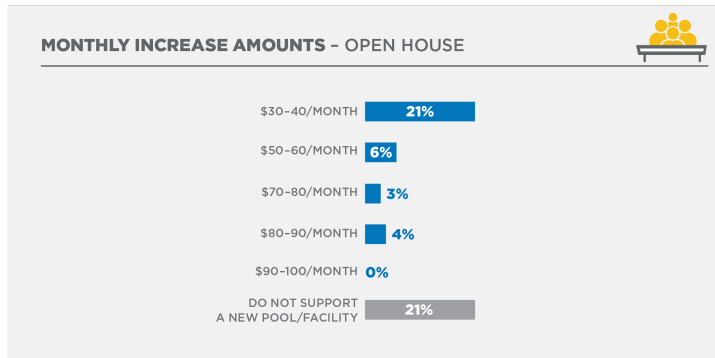 MONTHLY INCREASE AMOUNTS – OPEN HOUSE
$30–40/MONTH 21%
$50–60/MONTH 6%
$70–80/MONTH 3%
$80–90/MONTH 4%
$90–100/MONTH 0%
DO NOT SUPPORT
A NEW POOL/FACILITY 21%